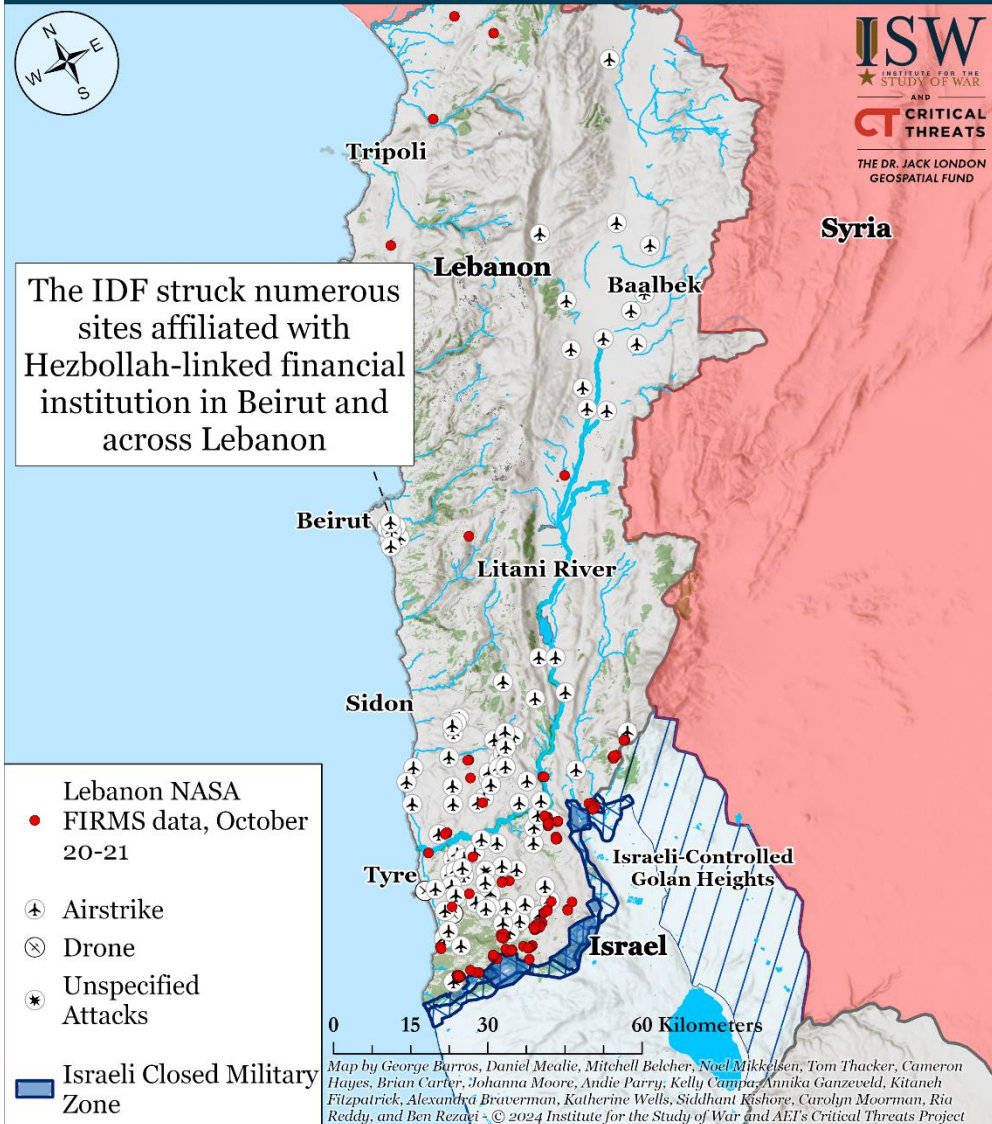 N
E
W
S
ISW
INSTITUTE FOR THE
STUDY OF WAR
AND
CT CRITICAL
THREATS
THE DR. JACK LONDON
GEOSPATIAL FUND
Tripoli
Syria
Lebanon
Baalbek
The IDF struck numerous
sites affiliated with
Hezbollah-linked financial
institution in Beirut and
across Lebanon
Beirut
Litani River
Sidon
Lebanon NASA
FIRMS data, October
20-21
Airstrike
Drone
Unspecified
Attacks
Israeli Closed Military
Zone
Tyre
Israeli-Controlled
Golan Heights
Israel
0 15 30 60 Kilometers
Map by George Barros, Daniel Mealie, Mitchell Belcher, Noel Mikkelsen, Tom Thacker, Cameron
Hayes, Brian Carter, Johanna Moore, Andie Parry, Kelly Campa, Annika Ganzeveld, Kitaneh
Fitzpatrick, Alexandra Braverman, Katherine Wells, Siddhant Kishore, Carolyn Moorman, Ria
Reddy, and Ben Rezaei - © 2024 Institute for the Study of War and AEI's Critical Threats Project